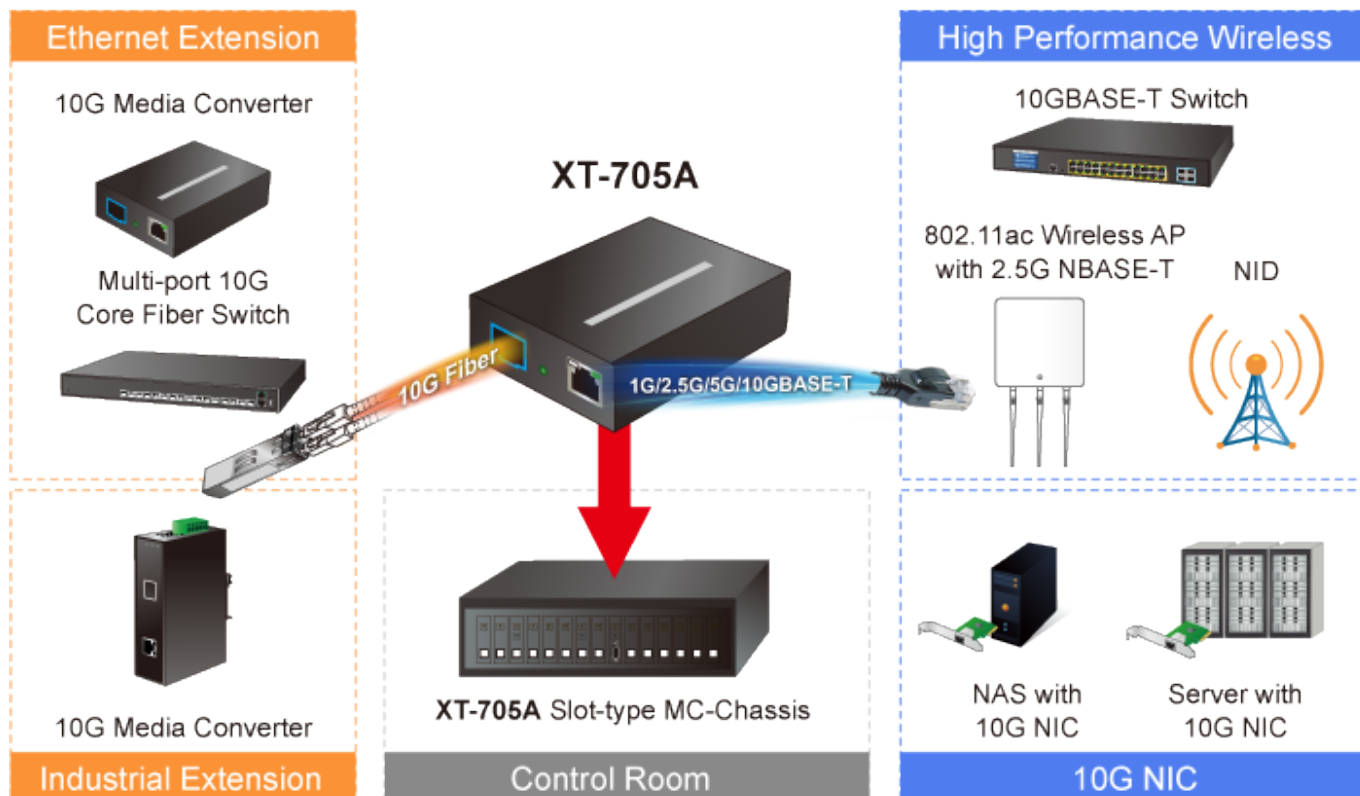 Ethernet Extension
10G Media Converter
Multi-port 10G
Core Fiber Switch
10G Media Converter
Industrial Extension
XT-705A
10G Fiber
1G/2.5G/5G/10GBASE-T
XT-705A Slot-type MC-Chassis
Control Room
High Performance Wireless
10GBASE-T Switch
802.11ac Wireless AP
with 2.5G NBASE-T
NID
NAS with
10G NIC
Server with
10G NIC
10G NIC